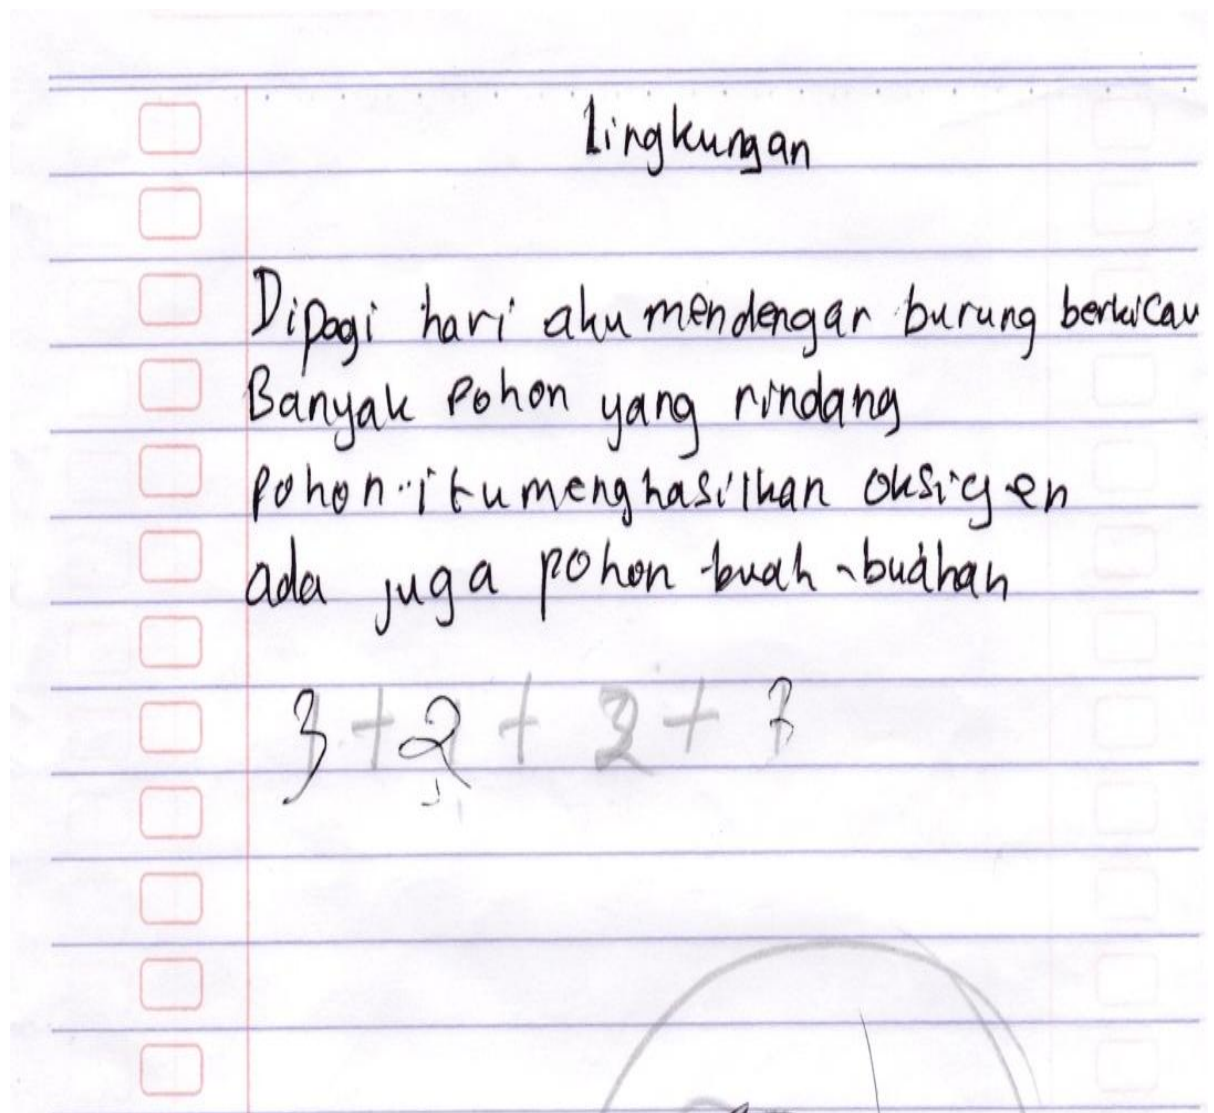 lingkungan
Dipagi hari aku mendengar burung berkicau
Banyak Pohon yang rindang
Pohon itu menghasilkan oksigen
ada juga pohon buah-buahan
3+2+2+3